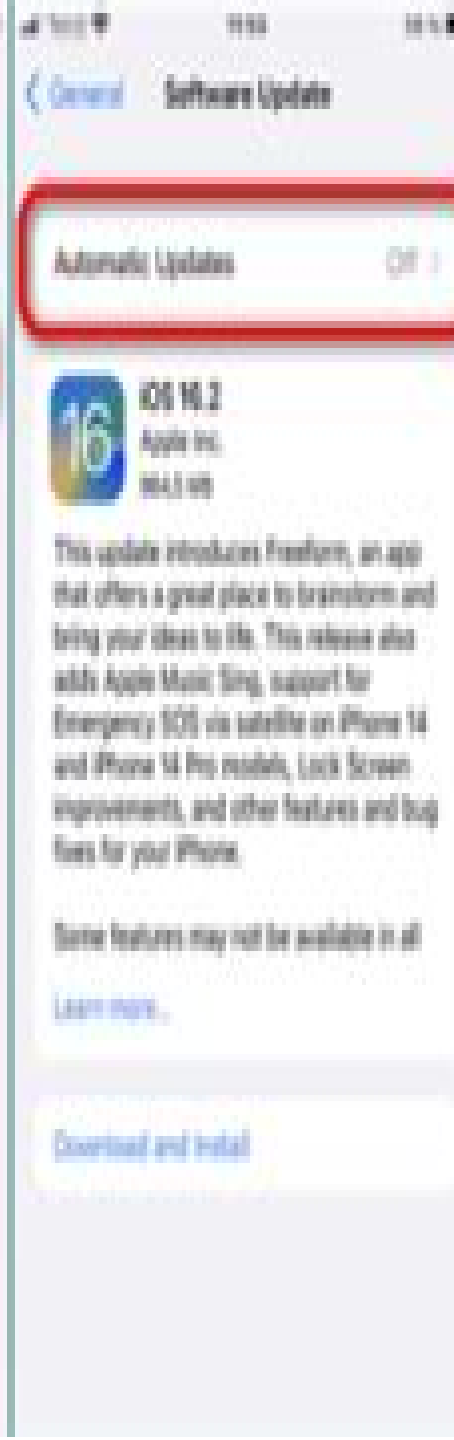 General Software Update
Automatic Updates Off
16
iOS 16.2
Apple Inc.
MB
This update introduces Freeform, an app
that offers a great place to brainstorm and
bring your ideas to life. This release also
adds Apple Music Sing, support for
Emergency SOS via satellite on iPhone 14
and iPhone 14 Pro models, Lock Screen
improvements, and other features and bug
fixes for your iPhone.
Some features may not be available in all
Learn more...
Download and Install